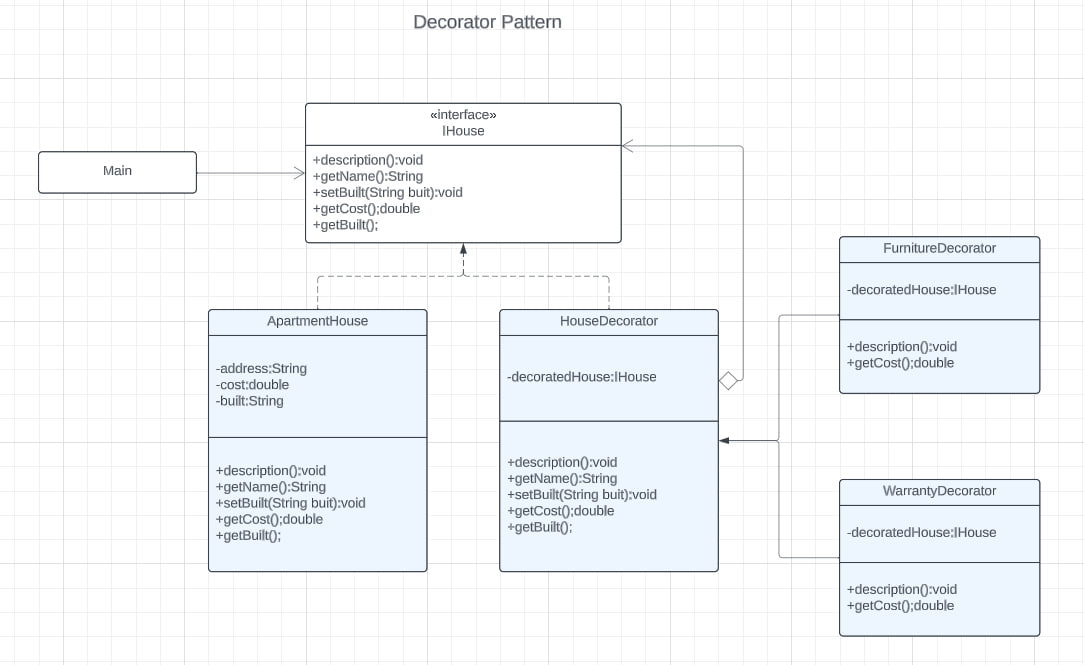 Decorator Pattern
«interface»
IHouse
+description():void
+getName():String
+setBuilt(String buit):void
+getCost();double
+getBuilt();
Main
ApartmentHouse
-address:String
-cost:double
-built:String
+description():void
+getName():String
+setBuilt(String buit):void
+getCost();double
+getBuilt();
HouseDecorator
-decoratedHouse:IHouse
+description():void
+getName():String
+setBuilt(String buit):void
+getCost();double
+getBuilt();
FurnitureDecorator
-decoratedHouse:IHouse
+description():void
+getCost();double
WarrantyDecorator
-decoratedHouse:IHouse
+description():void
+getCost();double